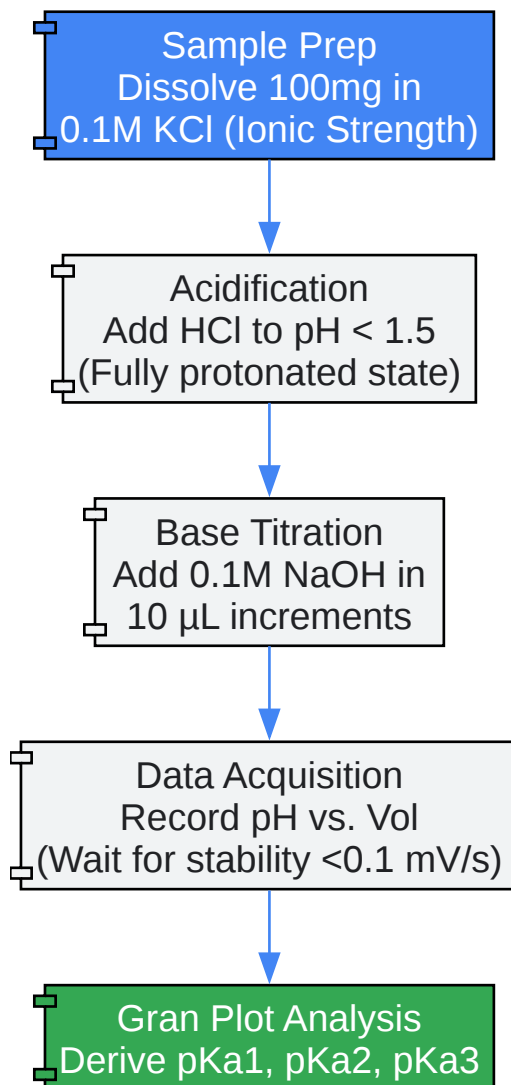 Sample Prep
Dissolve 100mg in
0.1M KCl (Ionic Strength)
Acidification
Add HCl to pH < 1.5
(Fully protonated state)
Base Titration
Add 0.1M NaOH in
10 µL increments
Data Acquisition
Record pH vs. Vol
(Wait for stability <0.1 mV/s)
Gran Plot Analysis
Derive pKa1, pKa2, pKa3